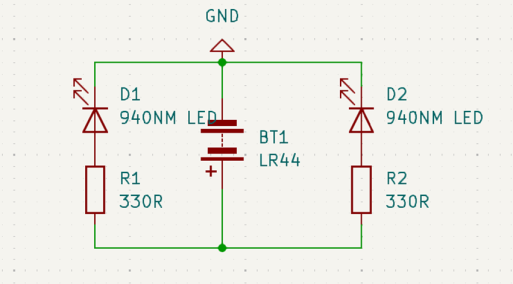 GND
D1
940NM LED
D2
940NM LED
BT1
LR44
+
R1
330R
R2
330R